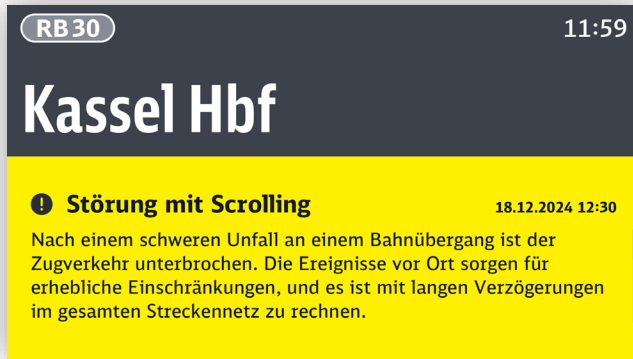 RB30 11:59
Kassel Hbf
Störung mit Scrolling 18.12.2024 12:30
Nach einem schweren Unfall an einem Bahnübergang ist der
Zugverkehr unterbrochen. Die Ereignisse vor Ort sorgen für
erhebliche Einschränkungen, und es ist mit langen Verzögerungen
im gesamten Streckennetz zu rechnen.